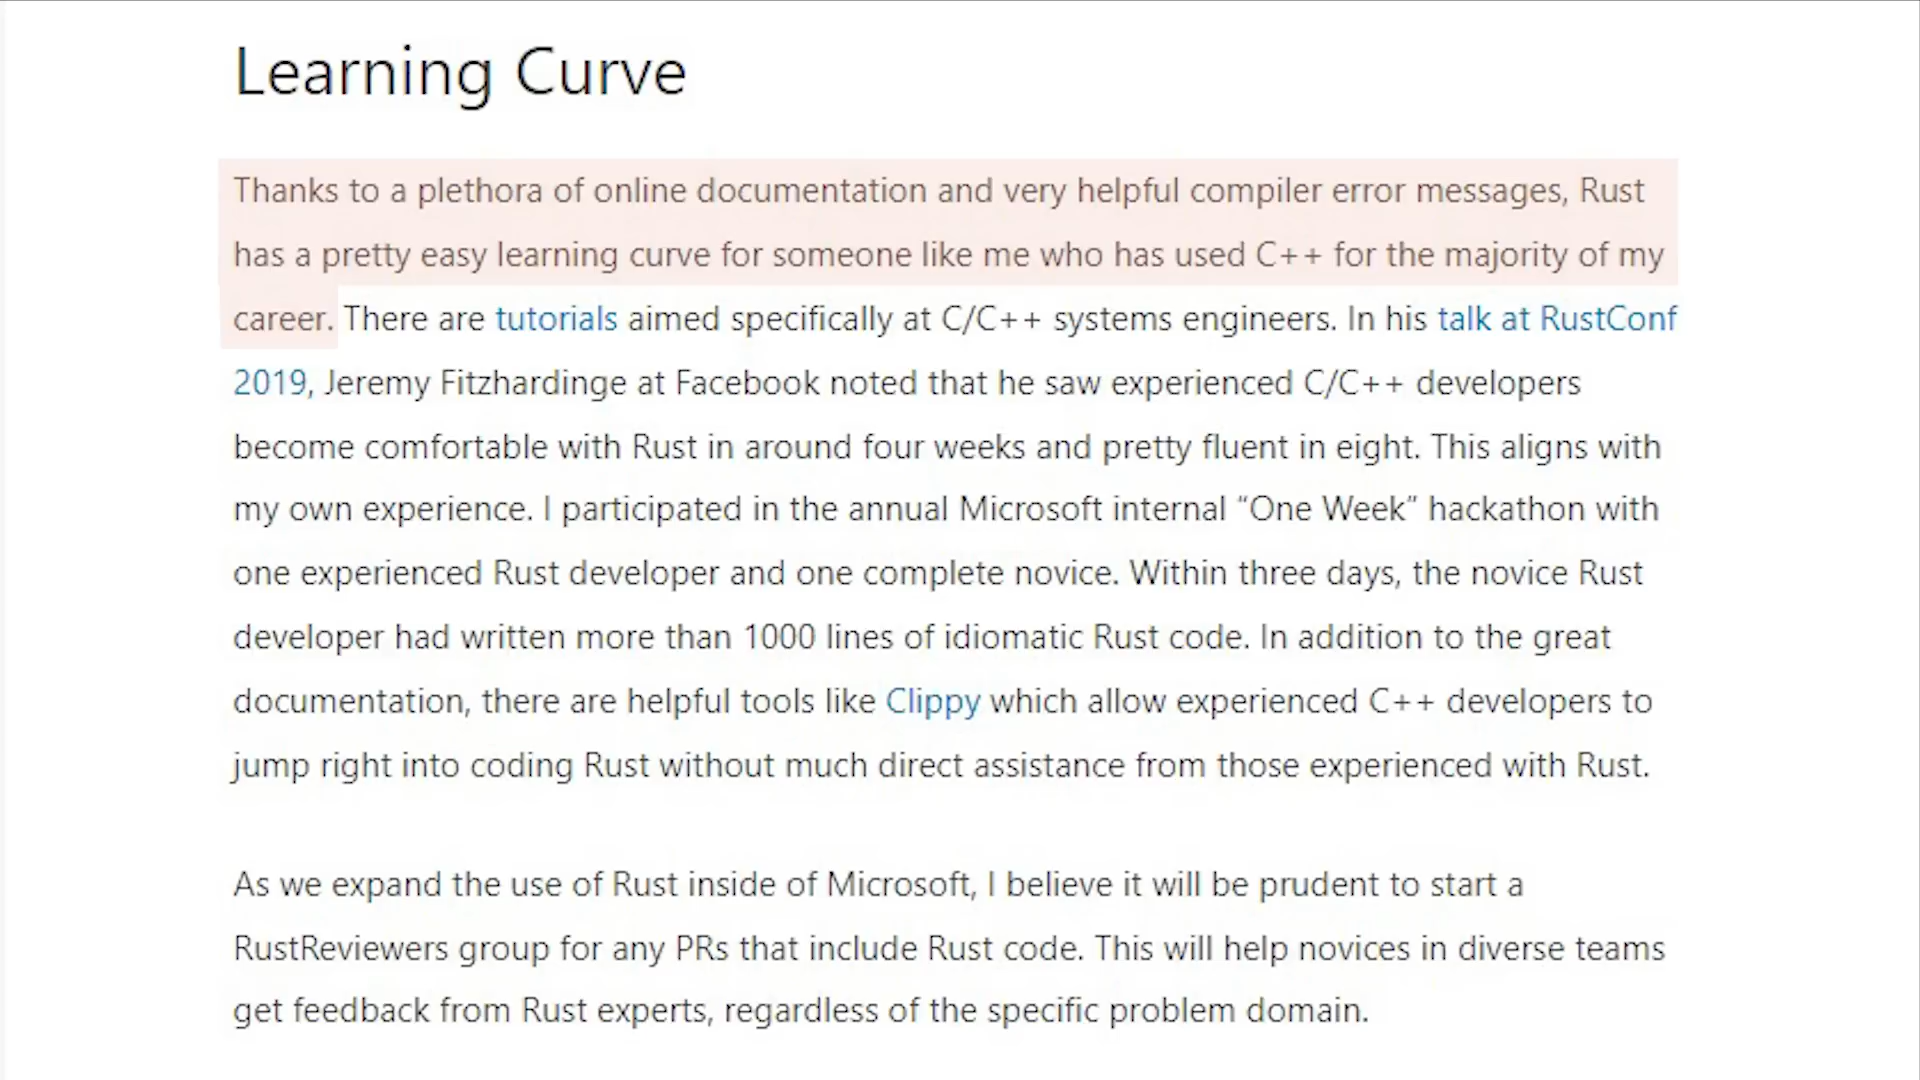 Learning Curve
Thanks to a plethora of online documentation and very helpful compiler error messages, Rust
has a pretty easy learning curve for someone like me who has used C++ for the majority of my
career. There are tutorials aimed specifically at C/C++ systems engineers. In his talk at RustConf
2019, Jeremy Fitzhardinge at Facebook noted that he saw experienced C/C++ developers
become comfortable with Rust in around four weeks and pretty fluent in eight. This aligns with
my own experience. I participated in the annual Microsoft internal “One Week” hackathon with
one experienced Rust developer and one complete novice. Within three days, the novice Rust
developer had written more than 1000 lines of idiomatic Rust code. In addition to the great
documentation, there are helpful tools like Clippy which allow experienced C++ developers to
jump right into coding Rust without much direct assistance from those experienced with Rust.
As we expand the use of Rust inside of Microsoft, I believe it will be prudent to start a
RustReviewers group for any PRs that include Rust code. This will help novices in diverse teams
get feedback from Rust experts, regardless of the specific problem domain.